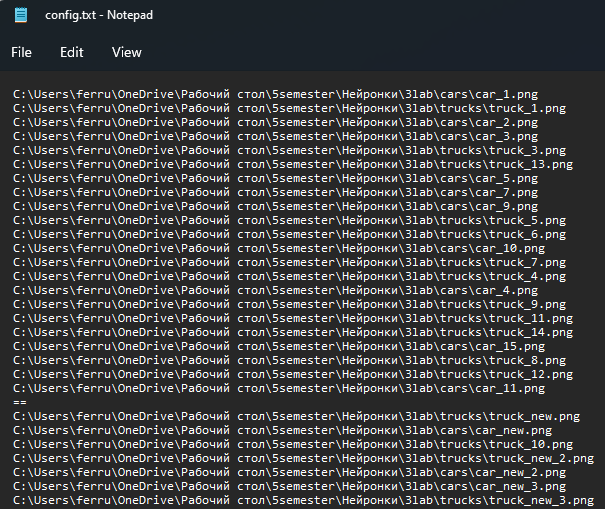 config.txt - Notepad
File Edit View
C:\Users\ferru\OneDrive\Рабочий стол\5semester\Нейронки\3lab\cars\car_1.png
C:\Users\ferru\OneDrive\Рабочий стол\5semester\Нейронки\3lab\trucks\truck_1.png
C:\Users\ferru\OneDrive\Рабочий стол\5semester\Нейронки\3lab\cars\car_2.png
C:\Users\ferru\OneDrive\Рабочий стол\5semester\Нейронки\3lab\cars\car_3.png
C:\Users\ferru\OneDrive\Рабочий стол\5semester\Нейронки\3lab\trucks\truck_3.png
C:\Users\ferru\OneDrive\Рабочий стол\5semester\Нейронки\3lab\trucks\truck_13.png
C:\Users\ferru\OneDrive\Рабочий стол\5semester\Нейронки\3lab\cars\car_5.png
C:\Users\ferru\OneDrive\Рабочий стол\5semester\Нейронки\3lab\cars\car_7.png
C:\Users\ferru\OneDrive\Рабочий стол\5semester\Нейронки\3lab\cars\car_9.png
C:\Users\ferru\OneDrive\Рабочий стол\5semester\Нейронки\3lab\trucks\truck_5.png
C:\Users\ferru\OneDrive\Рабочий стол\5semester\Нейронки\3lab\trucks\truck_6.png
C:\Users\ferru\OneDrive\Рабочий стол\5semester\Нейронки\3lab\cars\car_10.png
C:\Users\ferru\OneDrive\Рабочий стол\5semester\Нейронки\3lab\trucks\truck_7.png
C:\Users\ferru\OneDrive\Рабочий стол\5semester\Нейронки\3lab\trucks\truck_4.png
C:\Users\ferru\OneDrive\Рабочий стол\5semester\Нейронки\3lab\cars\car_4.png
C:\Users\ferru\OneDrive\Рабочий стол\5semester\Нейронки\3lab\trucks\truck_9.png
C:\Users\ferru\OneDrive\Рабочий стол\5semester\Нейронки\3lab\trucks\truck_11.png
C:\Users\ferru\OneDrive\Рабочий стол\5semester\Нейронки\3lab\trucks\truck_14.png
C:\Users\ferru\OneDrive\Рабочий стол\5semester\Нейронки\3lab\cars\car_15.png
C:\Users\ferru\OneDrive\Рабочий стол\5semester\Нейронки\3lab\trucks\truck_8.png
C:\Users\ferru\OneDrive\Рабочий стол\5semester\Нейронки\3lab\trucks\truck_12.png
C:\Users\ferru\OneDrive\Рабочий стол\5semester\Нейронки\3lab\cars\car_11.png
==
C:\Users\ferru\OneDrive\Рабочий стол\5semester\Нейронки\3lab\trucks\truck_new.png
C:\Users\ferru\OneDrive\Рабочий стол\5semester\Нейронки\3lab\cars\car_new.png
C:\Users\ferru\OneDrive\Рабочий стол\5semester\Нейронки\3lab\trucks\truck_10.png
C:\Users\ferru\OneDrive\Рабочий стол\5semester\Нейронки\3lab\trucks\truck_new_2.png
C:\Users\ferru\OneDrive\Рабочий стол\5semester\Нейронки\3lab\cars\car_new_2.png
C:\Users\ferru\OneDrive\Рабочий стол\5semester\Нейронки\3lab\cars\car_new_3.png
C:\Users\ferru\OneDrive\Рабочий стол\5semester\Нейронки\3lab\trucks\truck_new_3.png